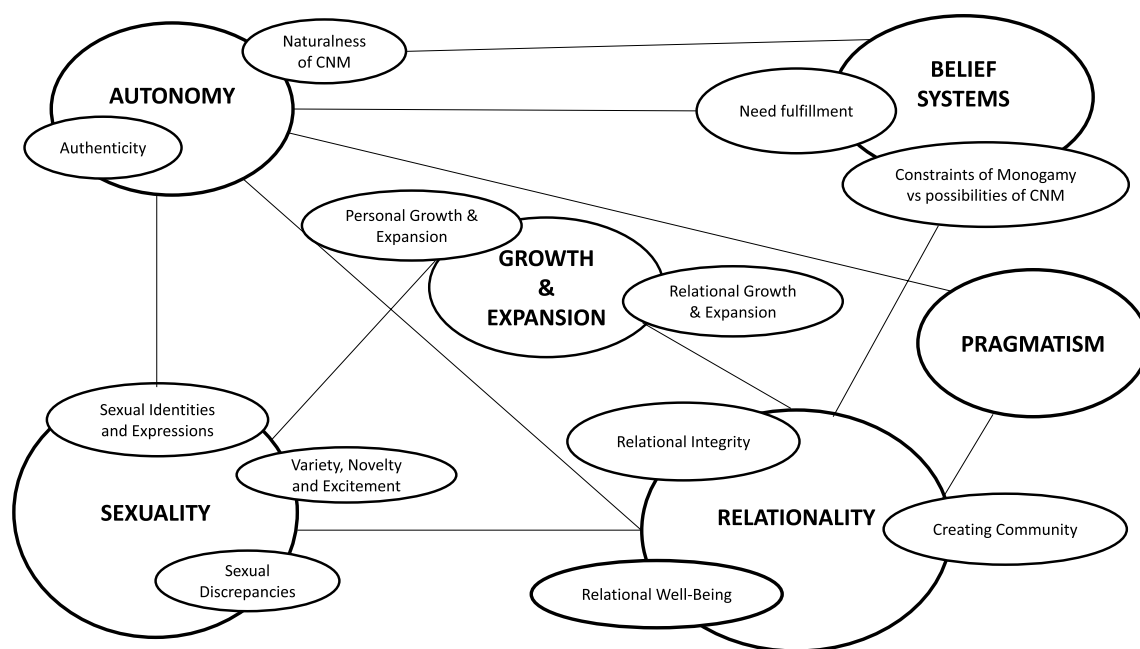 Naturalness
of CNM
AUTONOMY
Authenticity
BELIEF
SYSTEMS
Need fulfillment
Constraints of Monogamy
vs possibilities of CNM
Personal Growth &
Expansion
GROWTH
&
EXPANSION
Relational Growth
& Expansion
PRAGMATISM
Sexual Identities
and Expressions
Variety, Novelty
and Excitement
SEXUALITY
Sexual
Discrepancies
Relational Integrity
RELATIONALITY
Creating Community
Relational Well-Being